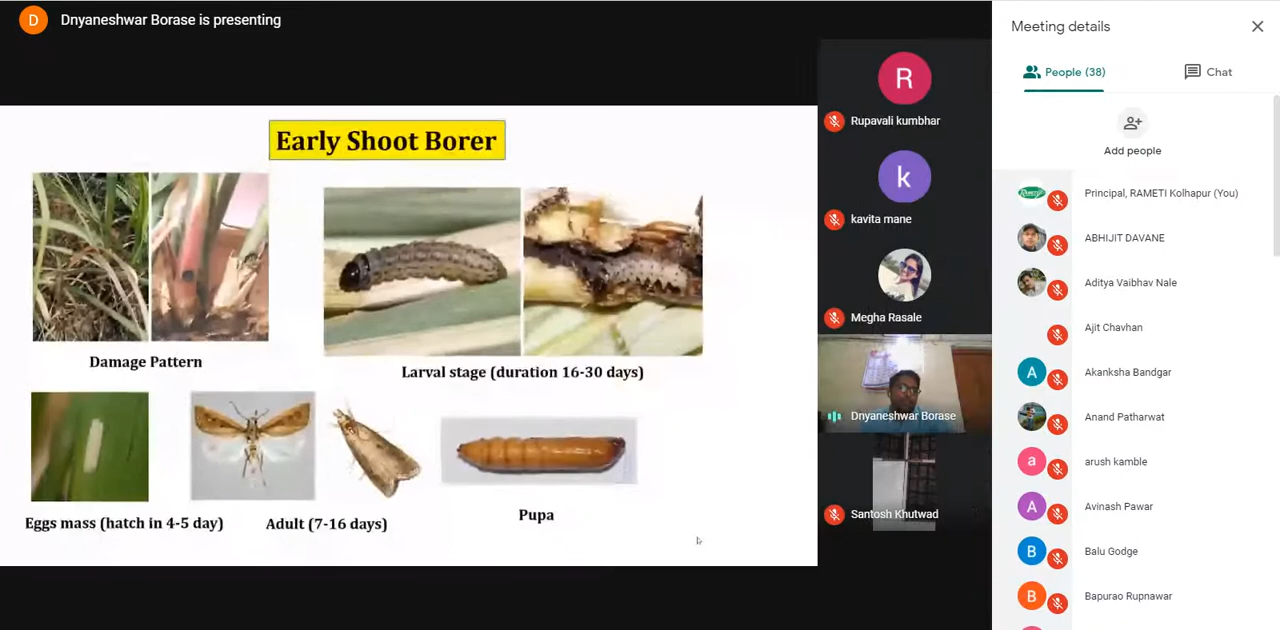 D
Dnyaneshwar Borase is presenting
Early Shoot Borer
Damage Pattern
Larval stage (duration 16-30 days)
Eggs mass (hatch in 4-5 day)
Adult (7-16 days)
Pupa
R
Rupavali kumbhar
k
kavita mane
Megha Rasale
Dnyaneshwar Borase
Santosh Khutwad
Meeting details
People (38)
Chat
Add people
Principal, RAMETI Kolhapur (You)
ABHIJIT DAVANE
Aditya Vaibhav Nale
Ajit Chavhan
A
Akanksha Bandgar
Anand Patharwat
a
arush kamble
A
Avinash Pawar
B
Balu Godge
B
Bapurao Rupnawar